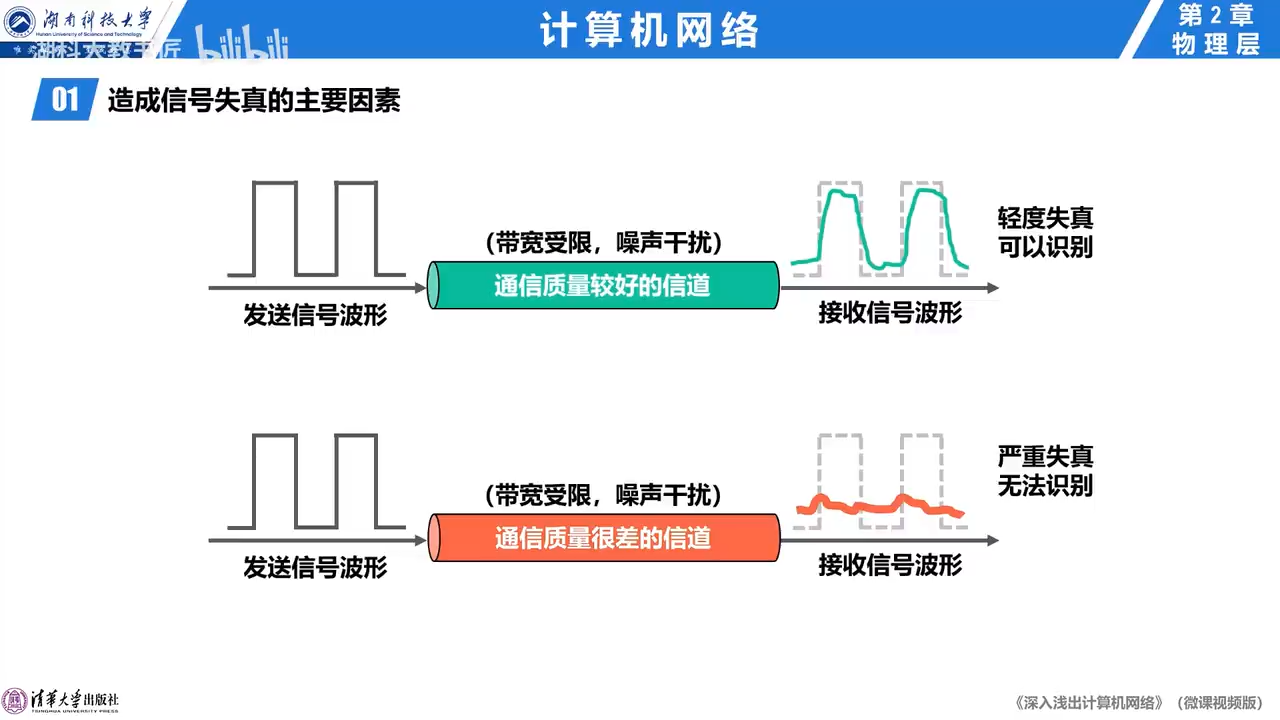 湖南科技大学
Hunan University of Science and Technology
湖科大教书匠
bilibili
计算机网络
第2章
物理层
01 造成信号失真的主要因素
(带宽受限，噪声干扰)
通信质量较好的信道
发送信号波形
接收信号波形
轻度失真
可以识别
(带宽受限，噪声干扰)
通信质量很差的信道
发送信号波形
接收信号波形
严重失真
无法识别
清华大学出版社
TSINGHUA UNIVERSITY PRESS
《深入浅出计算机网络》（微课视频版）